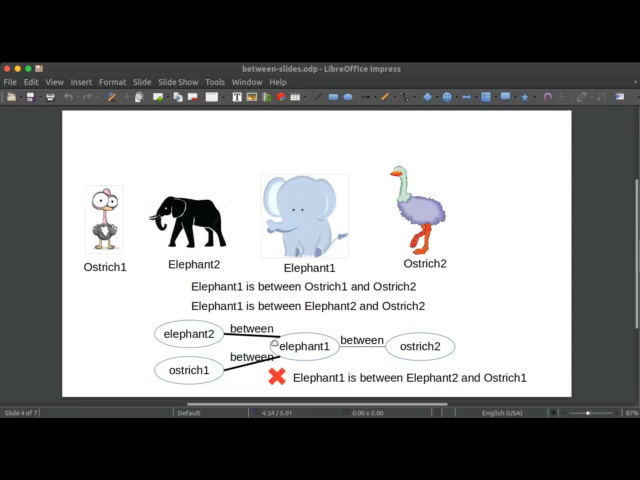 between-slides.odp - LibreOffice Impress
File Edit View Insert Format Slide Slide Show Tools Window Help
Ostrich1
Elephant2
Elephant1
Ostrich2
Elephant1 is between Ostrich1 and Ostrich2
Elephant1 is between Elephant2 and Ostrich2
elephant2
between
elephant1
between
ostrich2
between
ostrich1
Elephant1 is between Elephant2 and Ostrich1
Slide 4 of 7
Default
4.54 / 5.01
0.00 x 0.00
English (USA)
87%